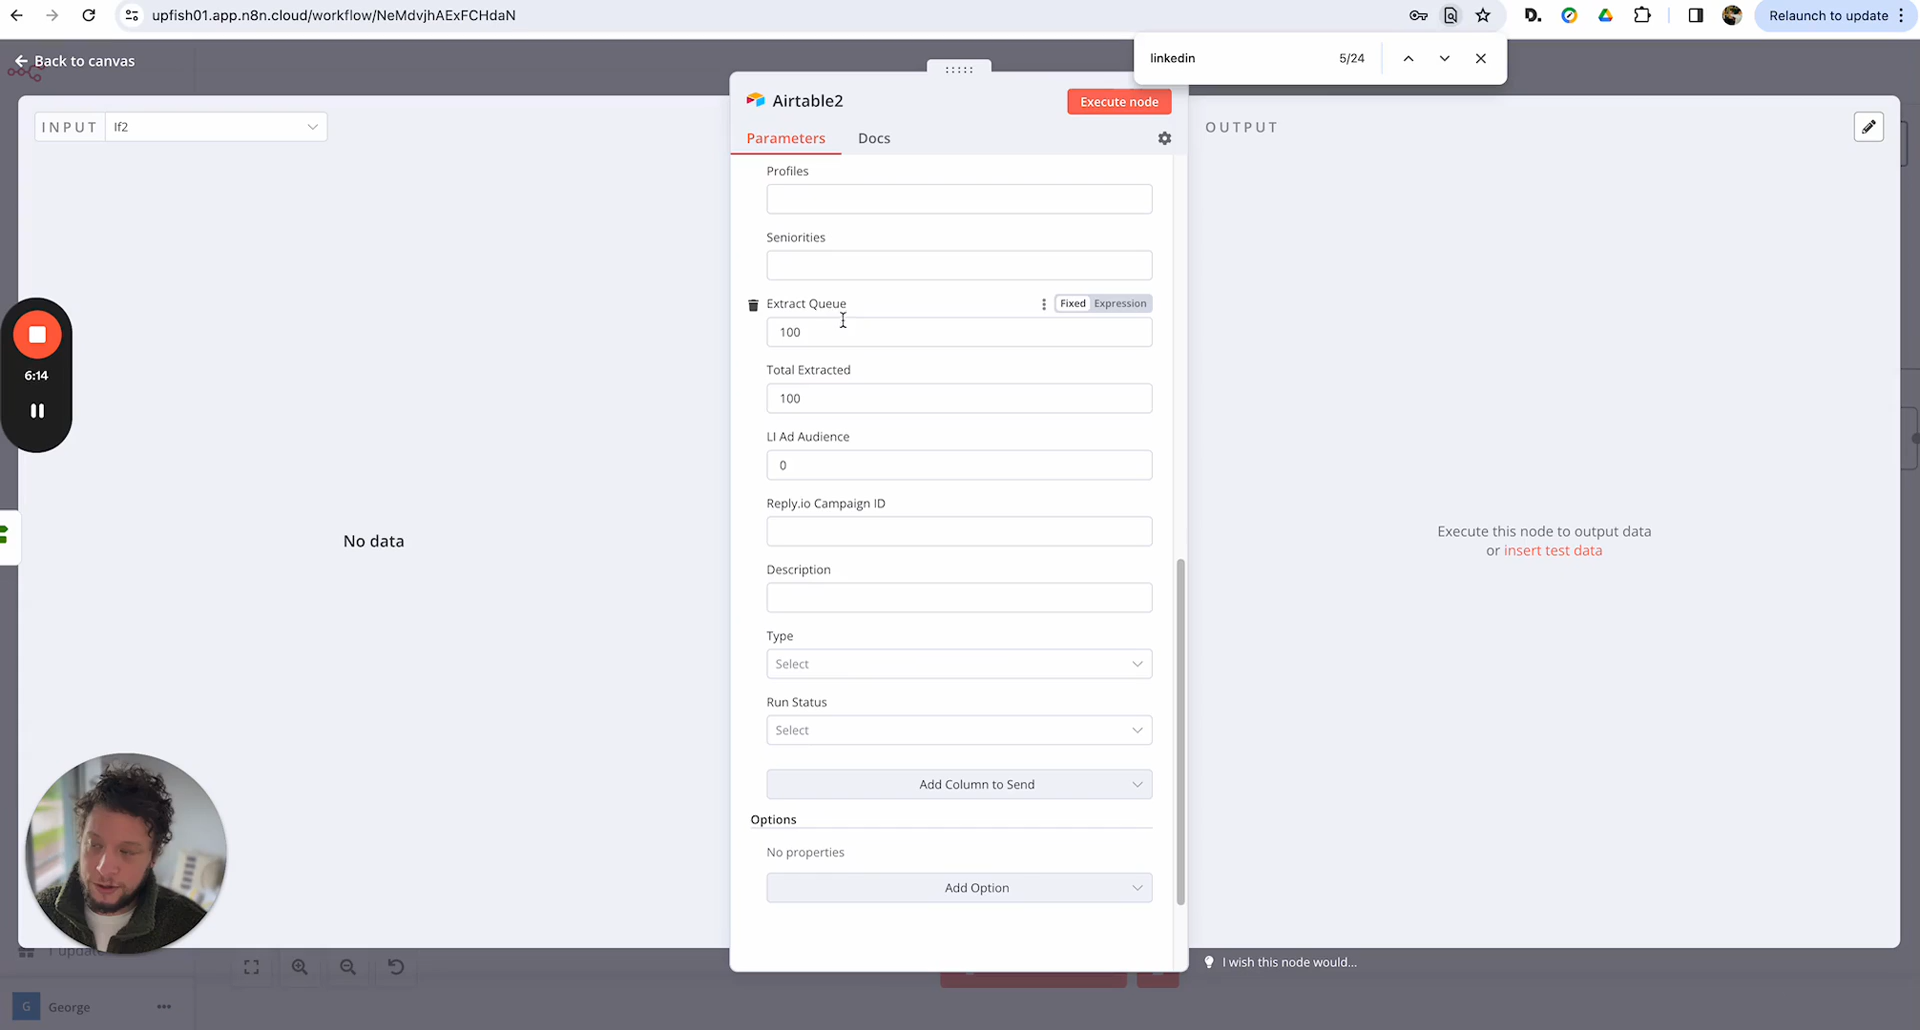 upfish01.app.n8n.cloud/workflow/NeMdvjhAExFCHdaN
D.
Relaunch to update
linkedin
5/24
Back to canvas
Airtable2
Execute node
INPUT
If2
Parameters
Docs
OUTPUT
Profiles
Seniorities
Extract Queue
Fixed
Expression
100
Total Extracted
100
LI Ad Audience
0
Reply.io Campaign ID
Description
Type
Select
Run Status
Select
Add Column to Send
Options
No properties
Add Option
6:14
No data
Execute this node to output data
or insert test data
1 update
I wish this node would...
G
George